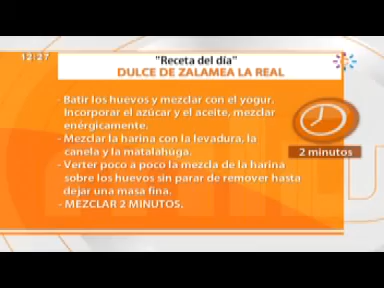 12:27
"Receta del día"
DULCE DE ZALAMEA LA REAL
- Batir los huevos y mezclar con el yogur.
Incorporar el azúcar y el aceite, mezclar
enérgicamente.
- Mezclar la harina con la levadura, la
canela y la matalahúga.
- Verter poco a poco la mezcla de la harina
sobre los huevos sin parar de remover hasta
dejar una masa fina.
- MEZCLAR 2 MINUTOS.
2 minutos